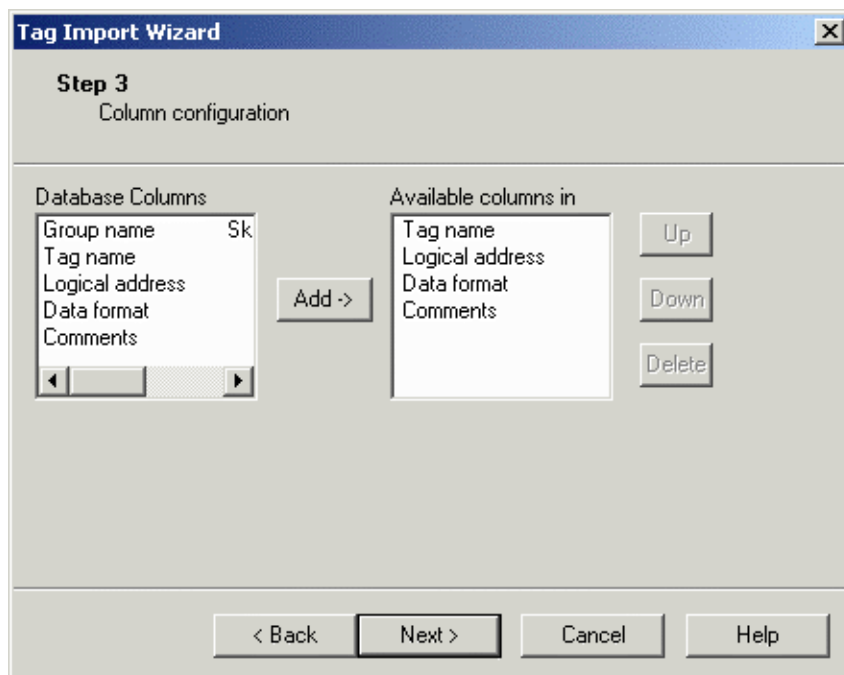 Tag Import Wizard
Step 3
Column configuration
Database Columns
Group name Sk
Tag name
Logical address
Data format
Comments
Add ->
Available columns in
Tag name
Logical address
Data format
Comments
Up
Down
Delete
< Back
Next >
Cancel
Help